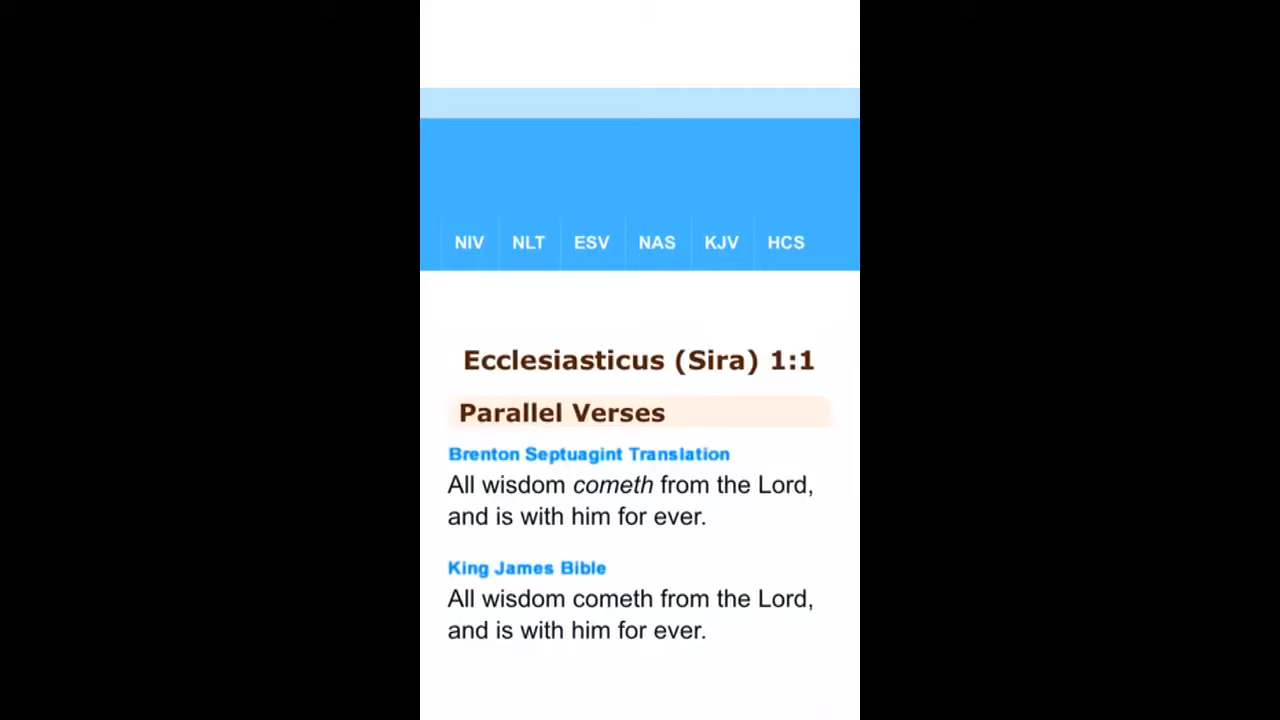 NIV NLT ESV NAS KJV HCS
Ecclesiasticus (Sira) 1:1
Parallel Verses
Brenton Septuagint Translation
All wisdom cometh from the Lord,
and is with him for ever.
King James Bible
All wisdom cometh from the Lord,
and is with him for ever.